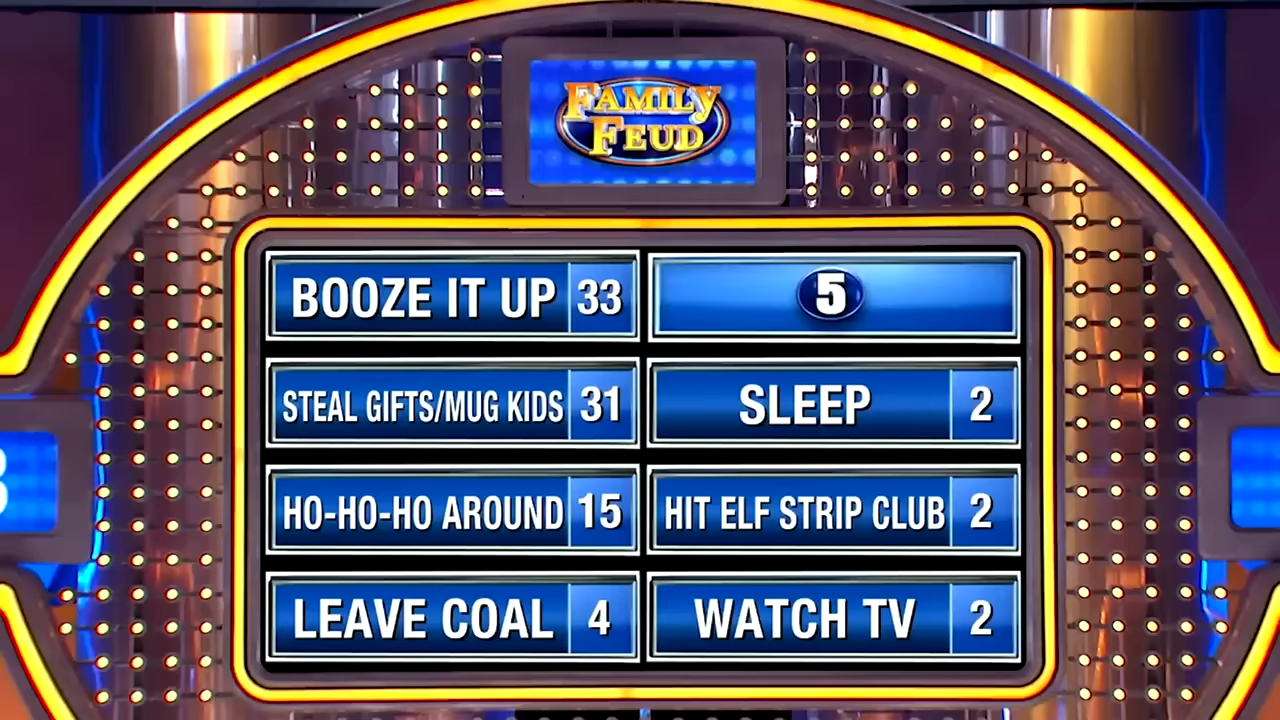 FAMILY
FEUD
BOOZE IT UP 33
STEAL GIFTS/MUG KIDS 31
HO-HO-HO AROUND 15
LEAVE COAL 4
5
SLEEP 2
HIT ELF STRIP CLUB 2
WATCH TV 2